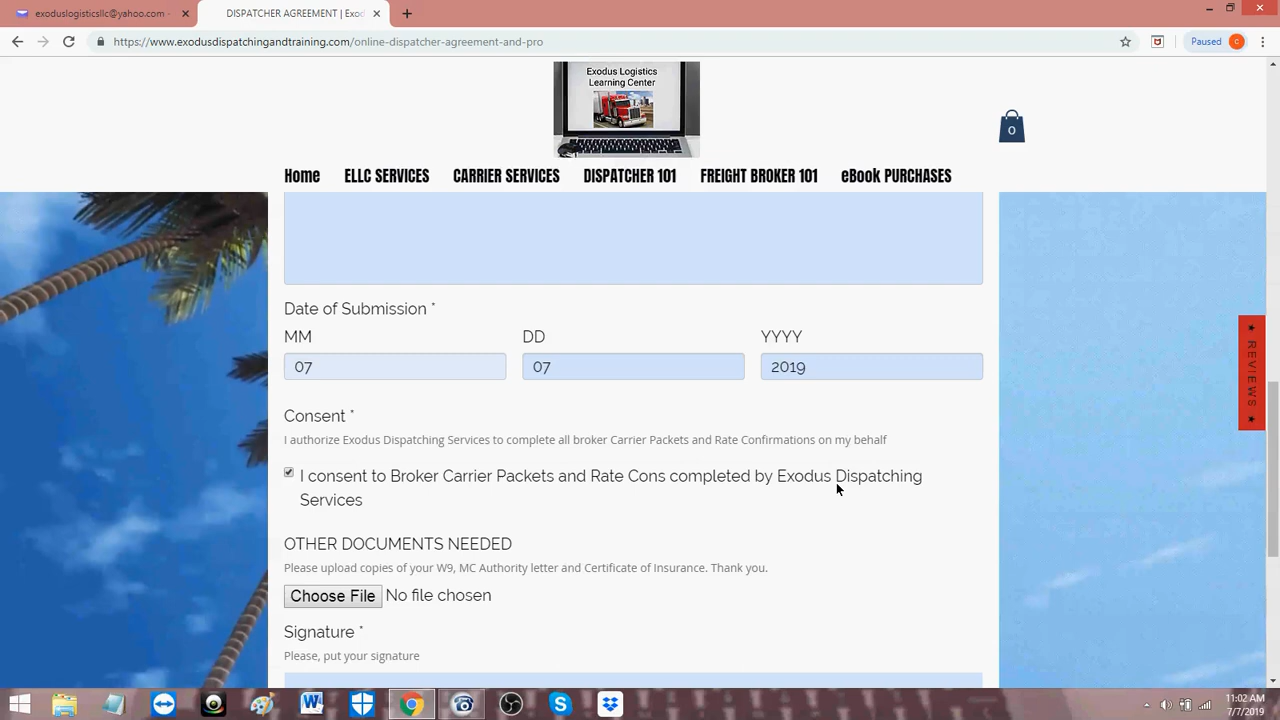 exoduslogisticsllc@yahoo.com -
DISPATCHER AGREEMENT | Exod
https://www.exodusdispatchingandtraining.com/online-dispatcher-agreement-and-pro
Paused
c
Exodus Logistics
Learning Center
0
Home
ELLC SERVICES
CARRIER SERVICES
DISPATCHER 101
FREIGHT BROKER 101
eBook PURCHASES
Date of Submission *
MM
DD
YYYY
07
07
2019
★ REVIEWS ★
Consent *
I authorize Exodus Dispatching Services to complete all broker Carrier Packets and Rate Confirmations on my behalf
I consent to Broker Carrier Packets and Rate Cons completed by Exodus Dispatching
Services
OTHER DOCUMENTS NEEDED
Please upload copies of your W9, MC Authority letter and Certificate of Insurance. Thank you.
Choose File No file chosen
Signature *
Please, put your signature
11:02 AM
7/7/2019